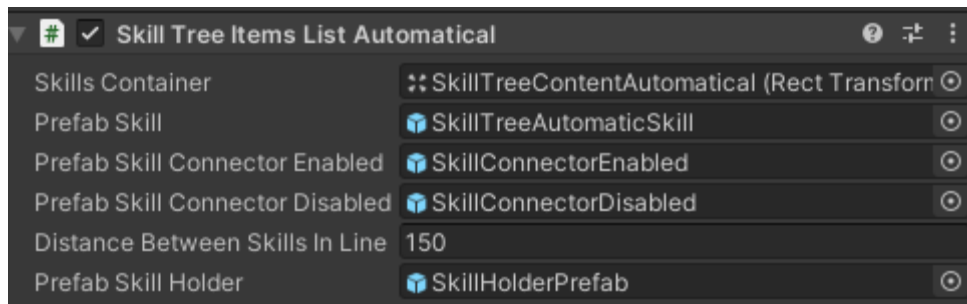 # Skill Tree Items List Automatical
Skills Container SkillTreeContentAutomatical (Rect Transform
Prefab Skill SkillTreeAutomaticSkill
Prefab Skill Connector Enabled SkillConnectorEnabled
Prefab Skill Connector Disabled SkillConnectorDisabled
Distance Between Skills In Line 150
Prefab Skill Holder SkillHolderPrefab